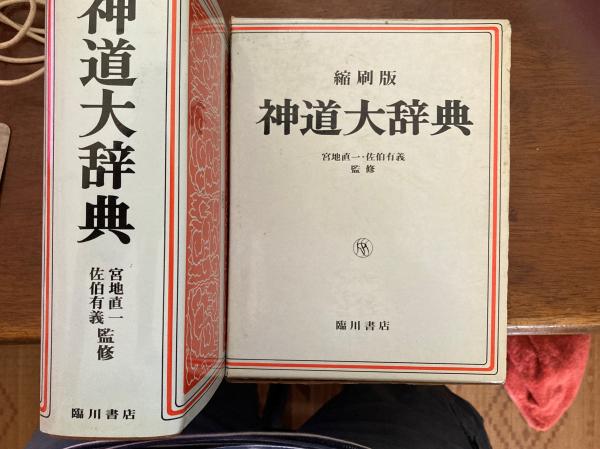 神道大辞典
宮地直一
佐伯有義
監修
臨川書店
縮刷版
神道大辞典
宮地直一・佐伯有義
監修
臨川書店